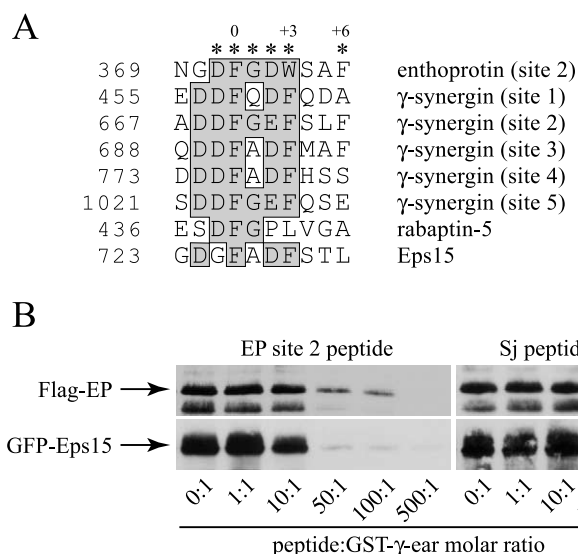 A
0 +3 +6
* * * * * *
369 NGDFGDWSAF enthoprotin (site 2)
455 EDDFQDFQDA γ-synergin (site 1)
667 ADDFGEFSLF γ-synergin (site 2)
688 QDDFADFMAF γ-synergin (site 3)
773 DDDFADFHSS γ-synergin (site 4)
1021 SDDFGEFQSE γ-synergin (site 5)
436 ESDFGPLVGA rabaptin-5
723 GDGFADFSTL Eps15
B
EP site 2 peptide Sj peptid
Flag-EP
GFP-Eps15
0:1 1:1 10:1 50:1 100:1 500:1 0:1 1:1 10:1
peptide:GST-γ-ear molar ratio